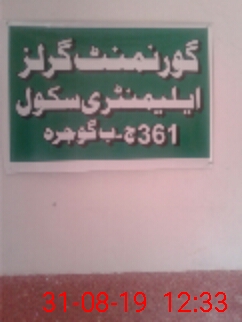 گورنمنٹ گرلز
ایلیمنٹری سکول
361ج-ب گوجرہ
31-08-19 12:33